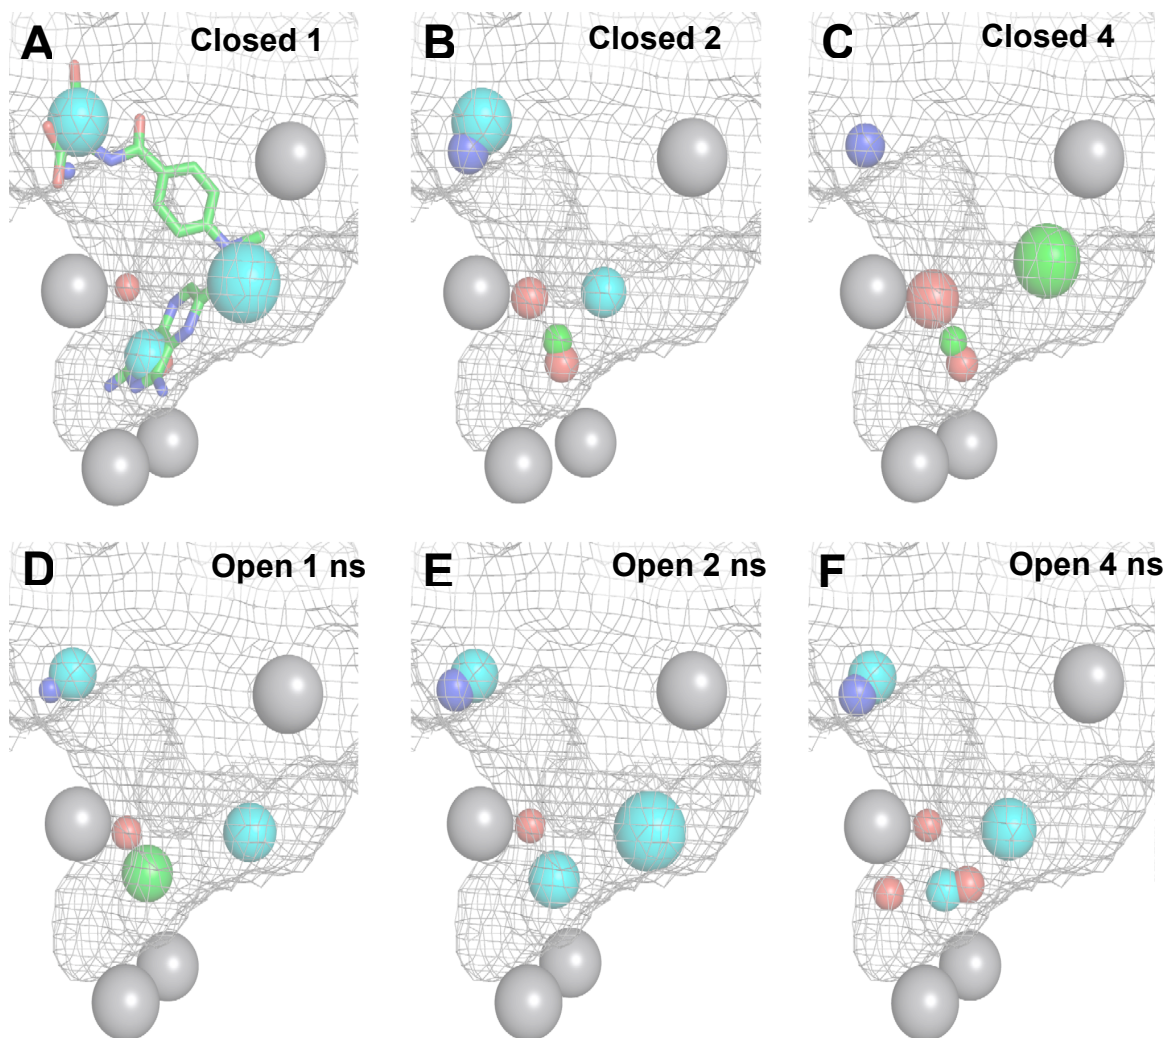 A Closed 1
B Closed 2
C Closed 4
D Open 1 ns
E Open 2 ns
F Open 4 ns